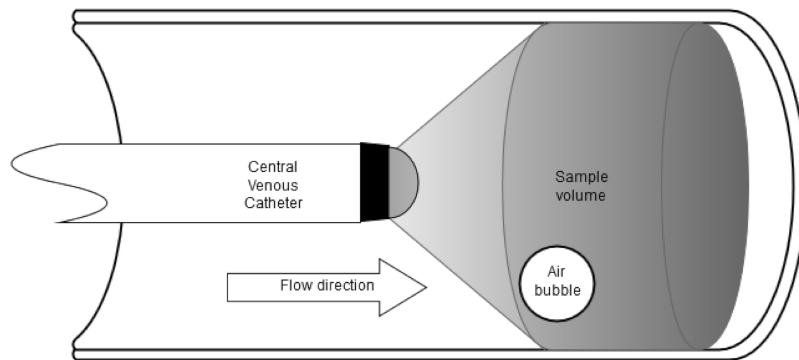 Central
Venous
Catheter
Sample
volume
Air
bubble
Flow direction